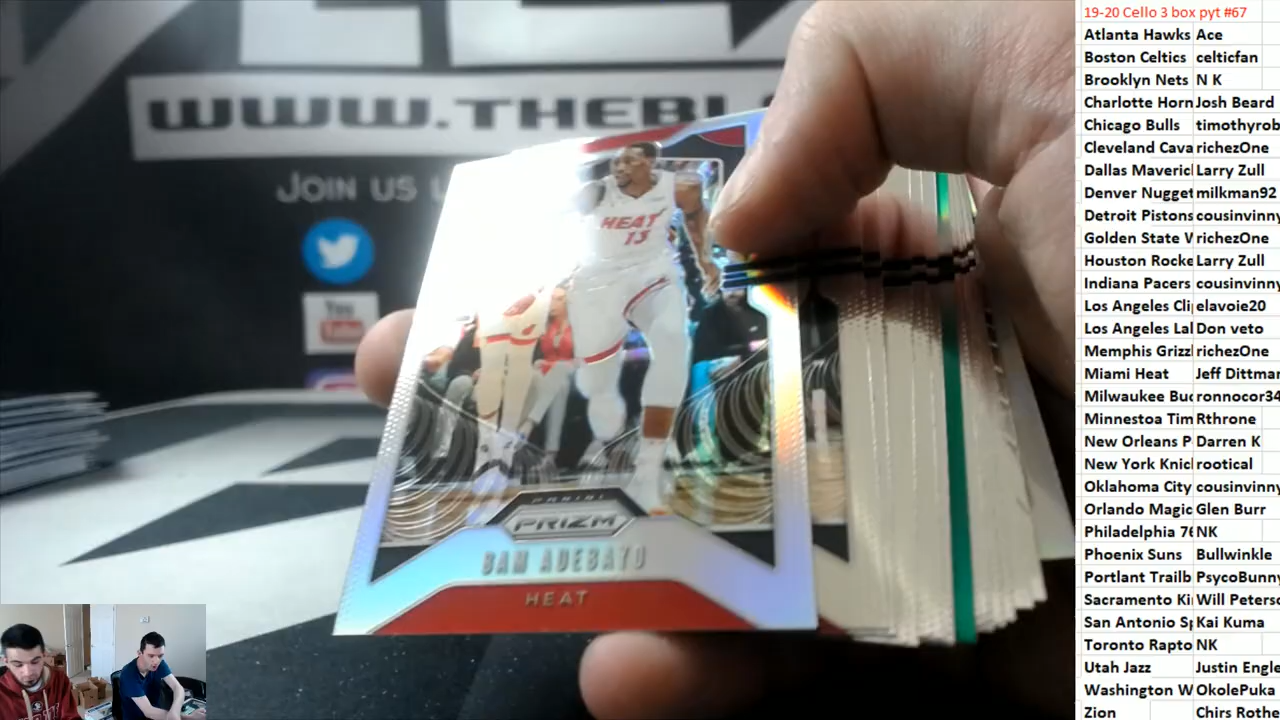 WWW.THEBL
JOIN US
You
Tube
HEAT
13
PANINI
PRIZM
BAM ADEBAYO
HEAT
19-20 Cello 3 box pyt #67
Atlanta Hawks Ace
Boston Celtics celticfan
Brooklyn Nets N K
Charlotte Horn Josh Beard
Chicago Bulls timothyrob
Cleveland Cava richezOne
Dallas Maveric Larry Zull
Denver Nugget milkman92
Detroit Pistons cousinvinny
Golden State V richezOne
Houston Rocke Larry Zull
Indiana Pacers cousinvinny
Los Angeles Cli elavoie20
Los Angeles Lal Don veto
Memphis Grizzl richezOne
Miami Heat Jeff Dittmar
Milwaukee Buc ronnocor34
Minnestoa Tim Rthrone
New Orleans P Darren K
New York Knicl rootical
Oklahoma City cousinvinny
Orlando Magic Glen Burr
Philadelphia 76 NK
Phoenix Suns Bullwinkle
Portlant Trailb PsycoBunny
Sacramento Ki Will Peterso
San Antonio Sp Kai Kuma
Toronto Rapto NK
Utah Jazz Justin Engle
Washington W OkolePuka
Zion Chirs Rothe